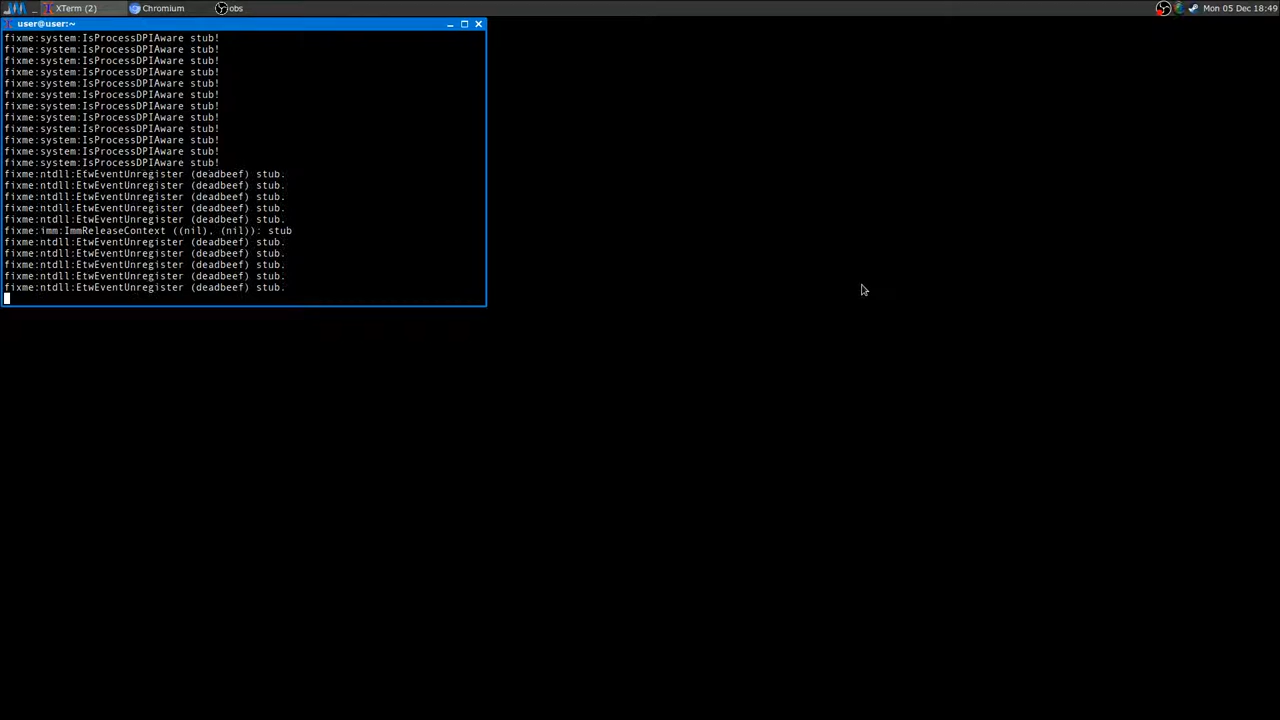 XTerm (2) Chromium obs Mon 05 Dec 18:49
user@user:~
fixme:system:IsProcessDPIAware stub!
fixme:system:IsProcessDPIAware stub!
fixme:system:IsProcessDPIAware stub!
fixme:system:IsProcessDPIAware stub!
fixme:system:IsProcessDPIAware stub!
fixme:system:IsProcessDPIAware stub!
fixme:system:IsProcessDPIAware stub!
fixme:system:IsProcessDPIAware stub!
fixme:system:IsProcessDPIAware stub!
fixme:system:IsProcessDPIAware stub!
fixme:system:IsProcessDPIAware stub!
fixme:system:IsProcessDPIAware stub!
fixme:ntdll:EtwEventUnregister (deadbeef) stub.
fixme:ntdll:EtwEventUnregister (deadbeef) stub.
fixme:ntdll:EtwEventUnregister (deadbeef) stub.
fixme:ntdll:EtwEventUnregister (deadbeef) stub.
fixme:ntdll:EtwEventUnregister (deadbeef) stub.
fixme:imm:ImmReleaseContext ((nil), (nil)): stub
fixme:ntdll:EtwEventUnregister (deadbeef) stub.
fixme:ntdll:EtwEventUnregister (deadbeef) stub.
fixme:ntdll:EtwEventUnregister (deadbeef) stub.
fixme:ntdll:EtwEventUnregister (deadbeef) stub.
fixme:ntdll:EtwEventUnregister (deadbeef) stub.